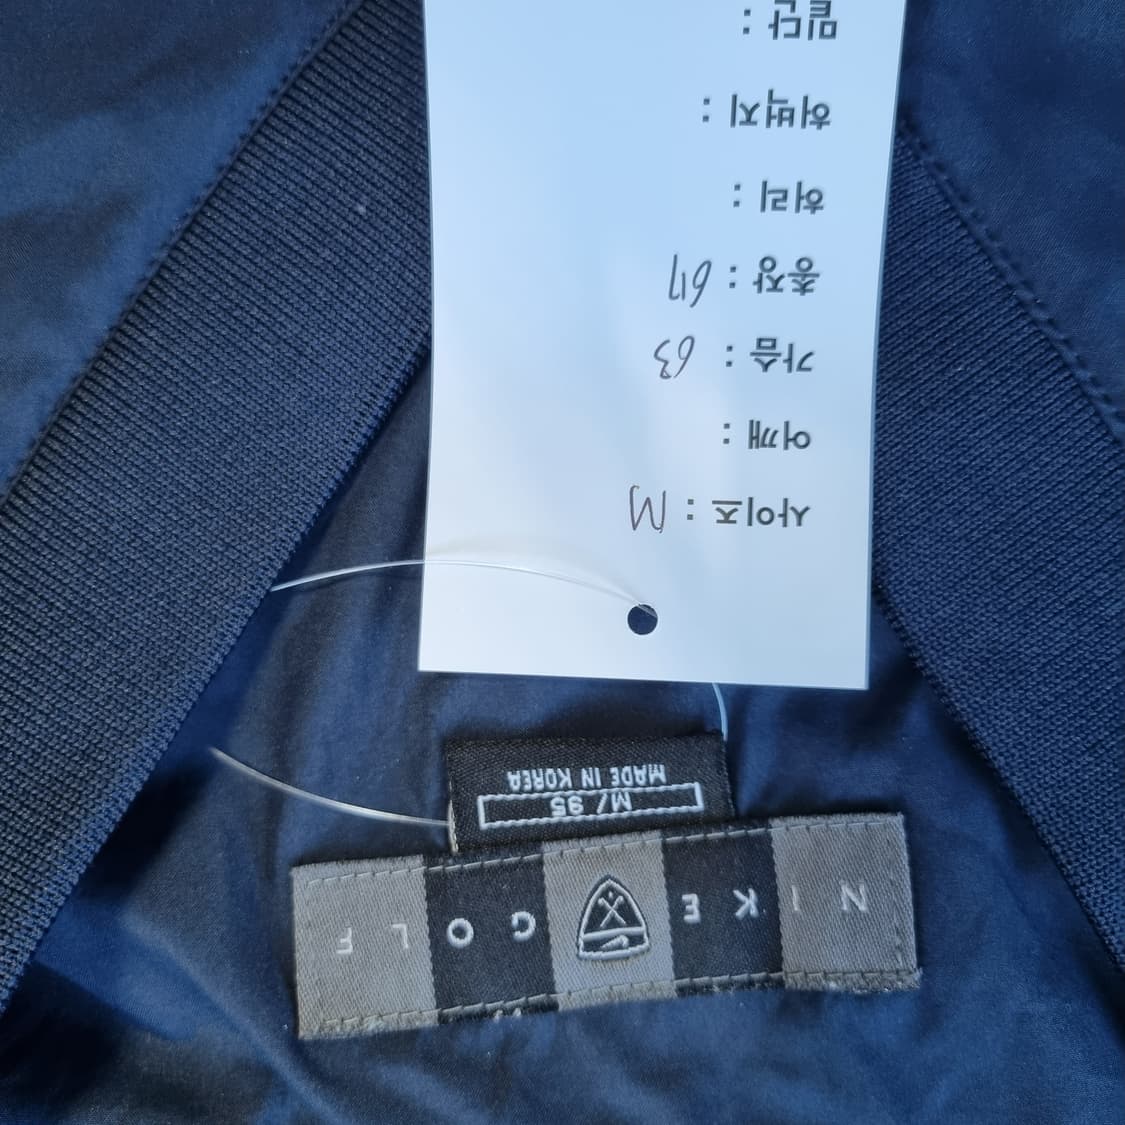 사이즈 : M
어깨 :
가슴 : 63
총장 : 67
허리 :
허벅지 :
밑단 :
NIKE GOLF
M/95
MADE IN KOREA